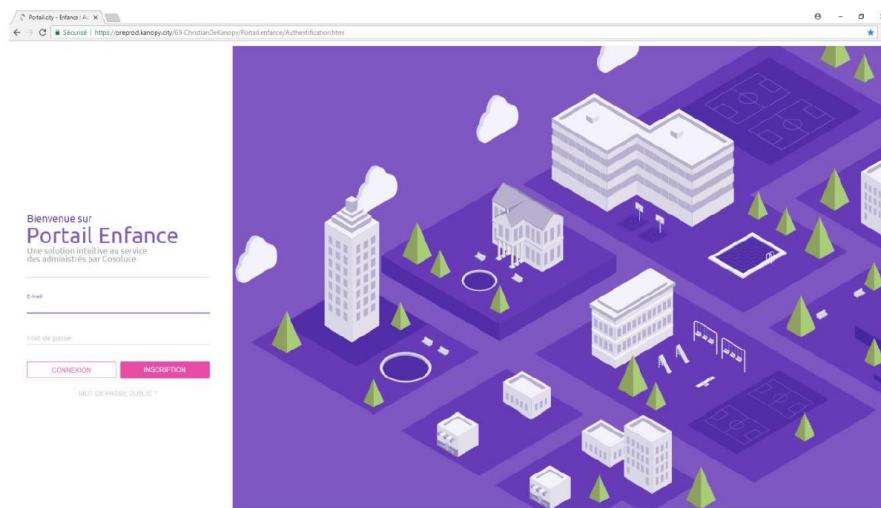 Portail.city - Enfance : Au
Sécurisé | https://preprod.kanopy.city/69-ChristianDeKanopy/Portail.enfance/Authentification.html
Bienvenue sur
Portail Enfance
Une solution intuitive au service
des administrés par Cosoluce
E-mail
Mot de passe
CONNEXION
INSCRIPTION
MOT DE PASSE OUBLIÉ ?